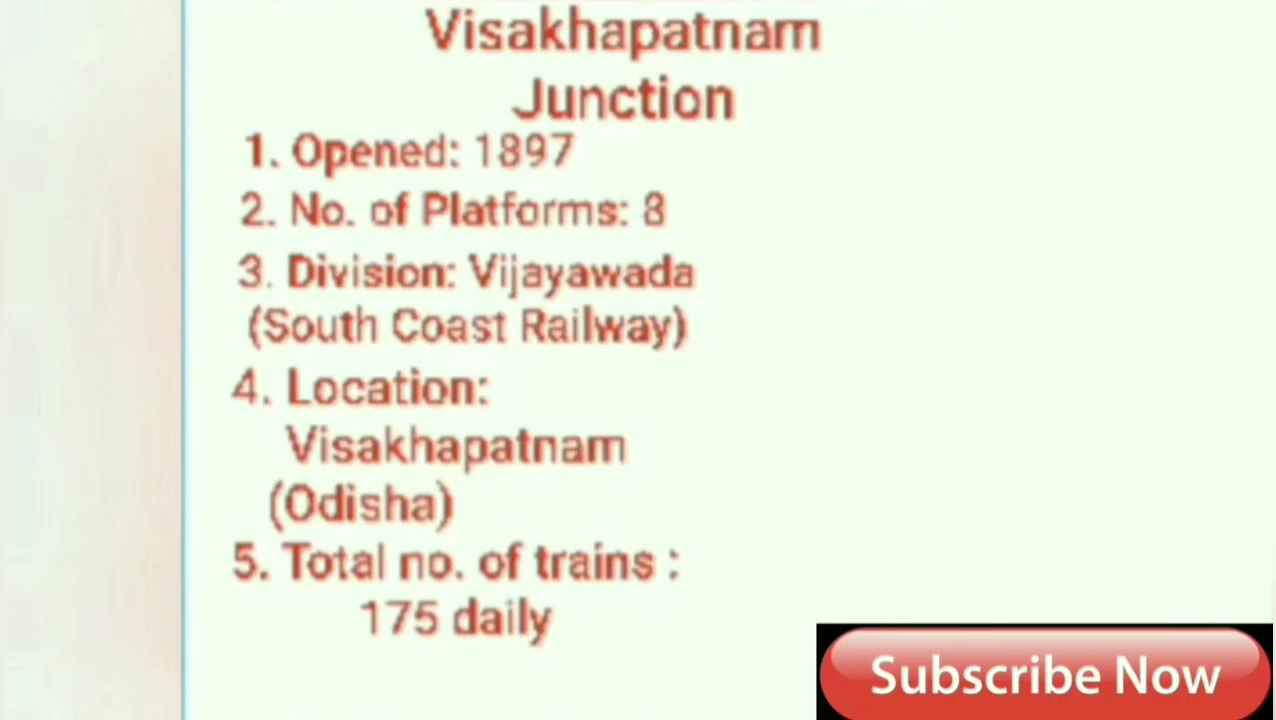 Visakhapatnam
Junction
1. Opened: 1897
2. No. of Platforms: 8
3. Division: Vijayawada
(South Coast Railway)
4. Location:
Visakhapatnam
(Odisha)
5. Total no. of trains :
175 daily
Subscribe Now